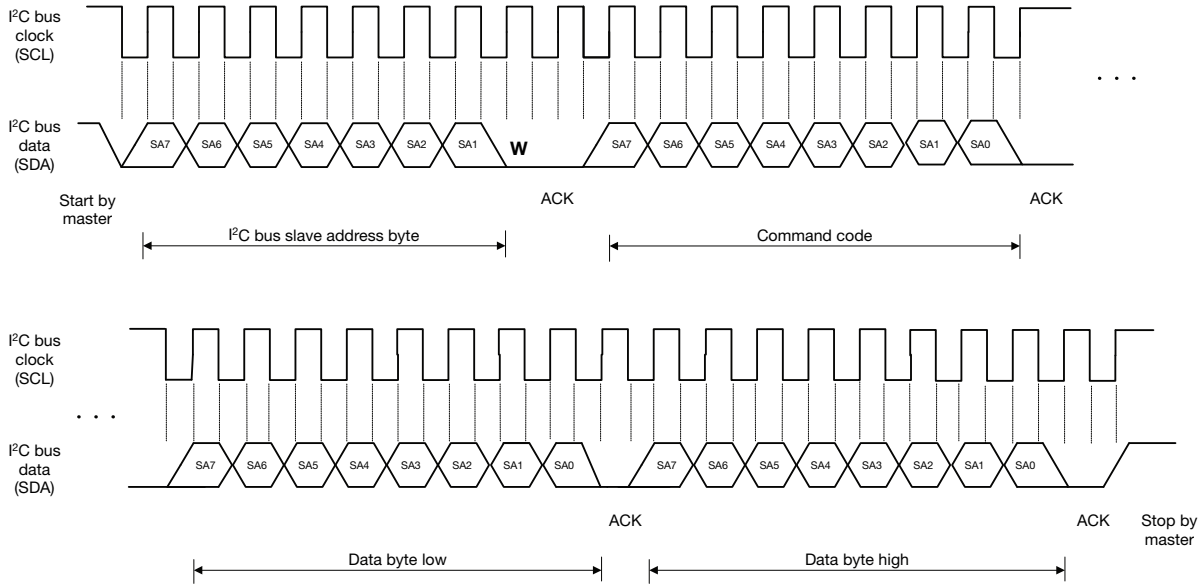 I²C bus
clock
(SCL)
. . .
I²C bus
data
(SDA)
SA7 SA6 SA5 SA4 SA3 SA2 SA1 W SA7 SA6 SA5 SA4 SA3 SA2 SA1 SA0
Start by
master
ACK ACK
I²C bus slave address byte Command code
I²C bus
clock
(SCL)
. . .
I²C bus
data
(SDA)
SA7 SA6 SA5 SA4 SA3 SA2 SA1 SA0 SA7 SA6 SA5 SA4 SA3 SA2 SA1 SA0
ACK ACK Stop by
master
Data byte low Data byte high